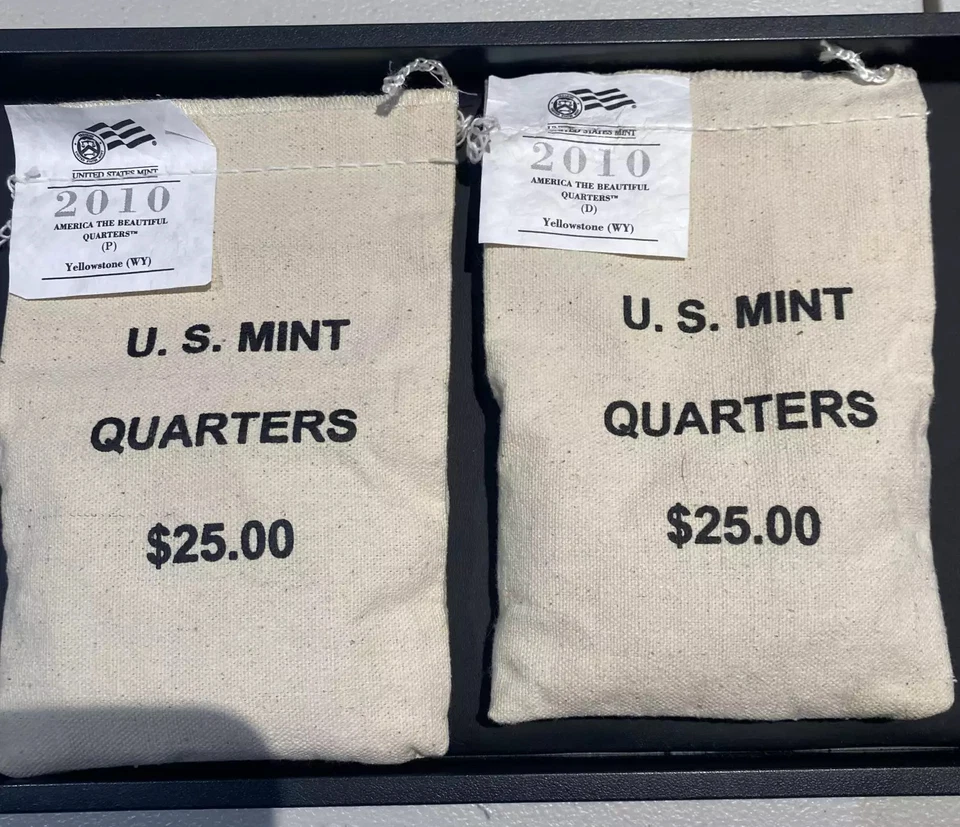 UNITED STATES MINT
2010
AMERICA THE BEAUTIFUL
QUARTERS™
(P)
Yellowstone (WY)
U. S. MINT
QUARTERS
$25.00
UNITED STATES MINT
2010
AMERICA THE BEAUTIFUL
QUARTERS™
(D)
Yellowstone (WY)
U. S. MINT
QUARTERS
$25.00